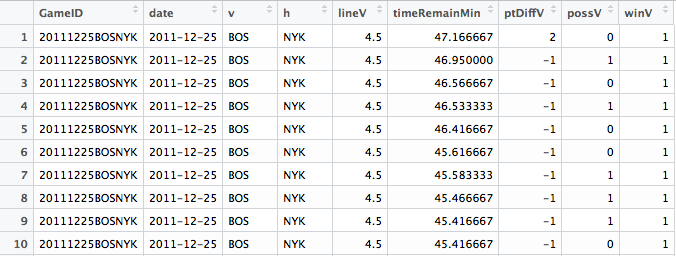 GameID date v h lineV timeRemainMin ptDiffV possV winV
1 20111225BOSNYK 2011-12-25 BOS NYK 4.5 47.166667 2 0 1
2 20111225BOSNYK 2011-12-25 BOS NYK 4.5 46.950000 -1 1 1
3 20111225BOSNYK 2011-12-25 BOS NYK 4.5 46.566667 -1 0 1
4 20111225BOSNYK 2011-12-25 BOS NYK 4.5 46.533333 -1 1 1
5 20111225BOSNYK 2011-12-25 BOS NYK 4.5 46.416667 -1 0 1
6 20111225BOSNYK 2011-12-25 BOS NYK 4.5 45.616667 -1 0 1
7 20111225BOSNYK 2011-12-25 BOS NYK 4.5 45.583333 -1 1 1
8 20111225BOSNYK 2011-12-25 BOS NYK 4.5 45.466667 -1 1 1
9 20111225BOSNYK 2011-12-25 BOS NYK 4.5 45.416667 -1 1 1
10 20111225BOSNYK 2011-12-25 BOS NYK 4.5 45.416667 -1 0 1